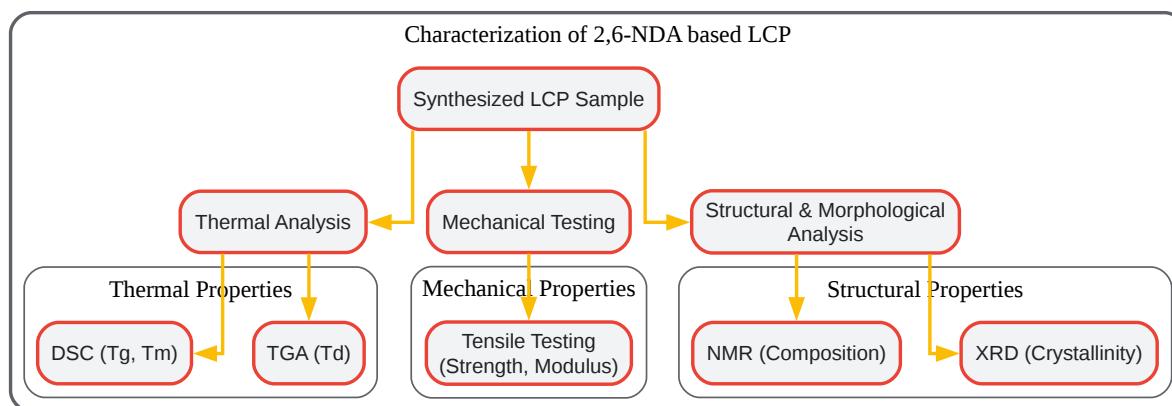 Characterization of 2,6-NDA based LCP
Synthesized LCP Sample
Thermal Analysis
Mechanical Testing
Structural & Morphological
Analysis
Thermal Properties
Mechanical Properties
Structural Properties
DSC (Tg, Tm)
TGA (Td)
Tensile Testing
(Strength, Modulus)
NMR (Composition)
XRD (Crystallinity)